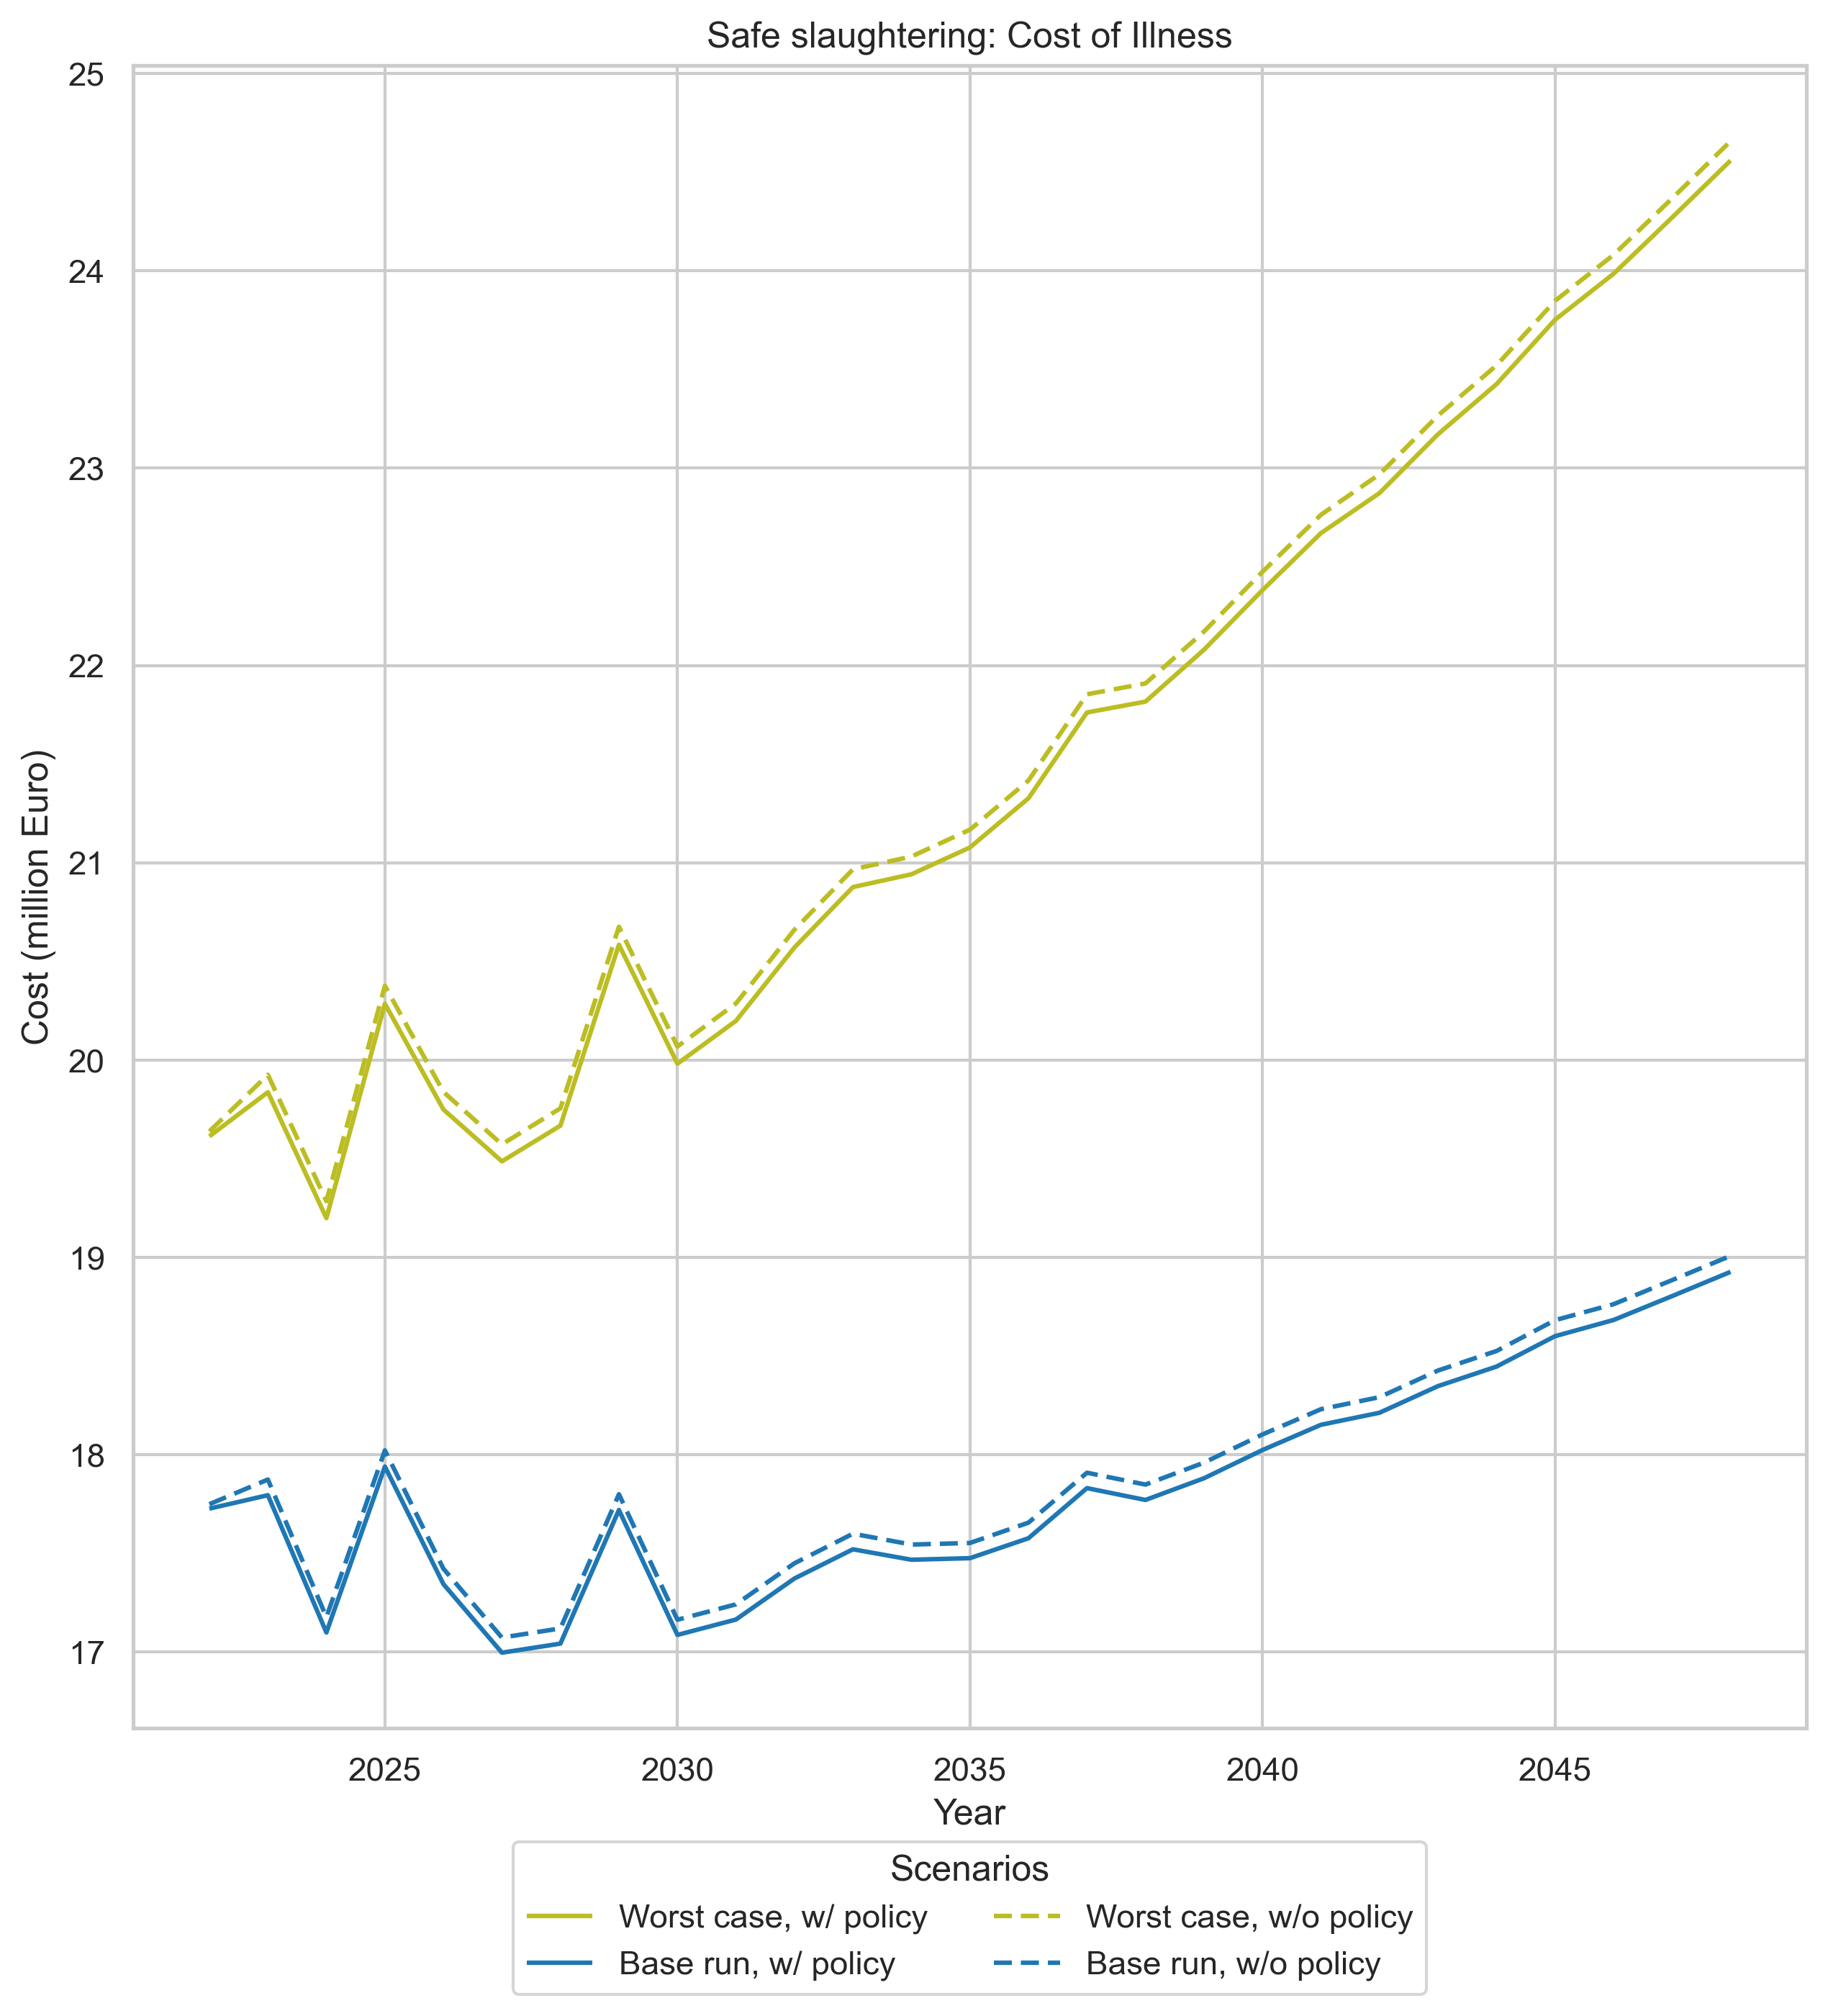 Safe slaughtering: Cost of Illness
25
24
23
22
21
20
19
18
17
Cost (million Euro)
2025 2030 2035 2040 2045
Year
Scenarios
Worst case, w/ policy Worst case, w/o policy
Base run, w/ policy Base run, w/o policy